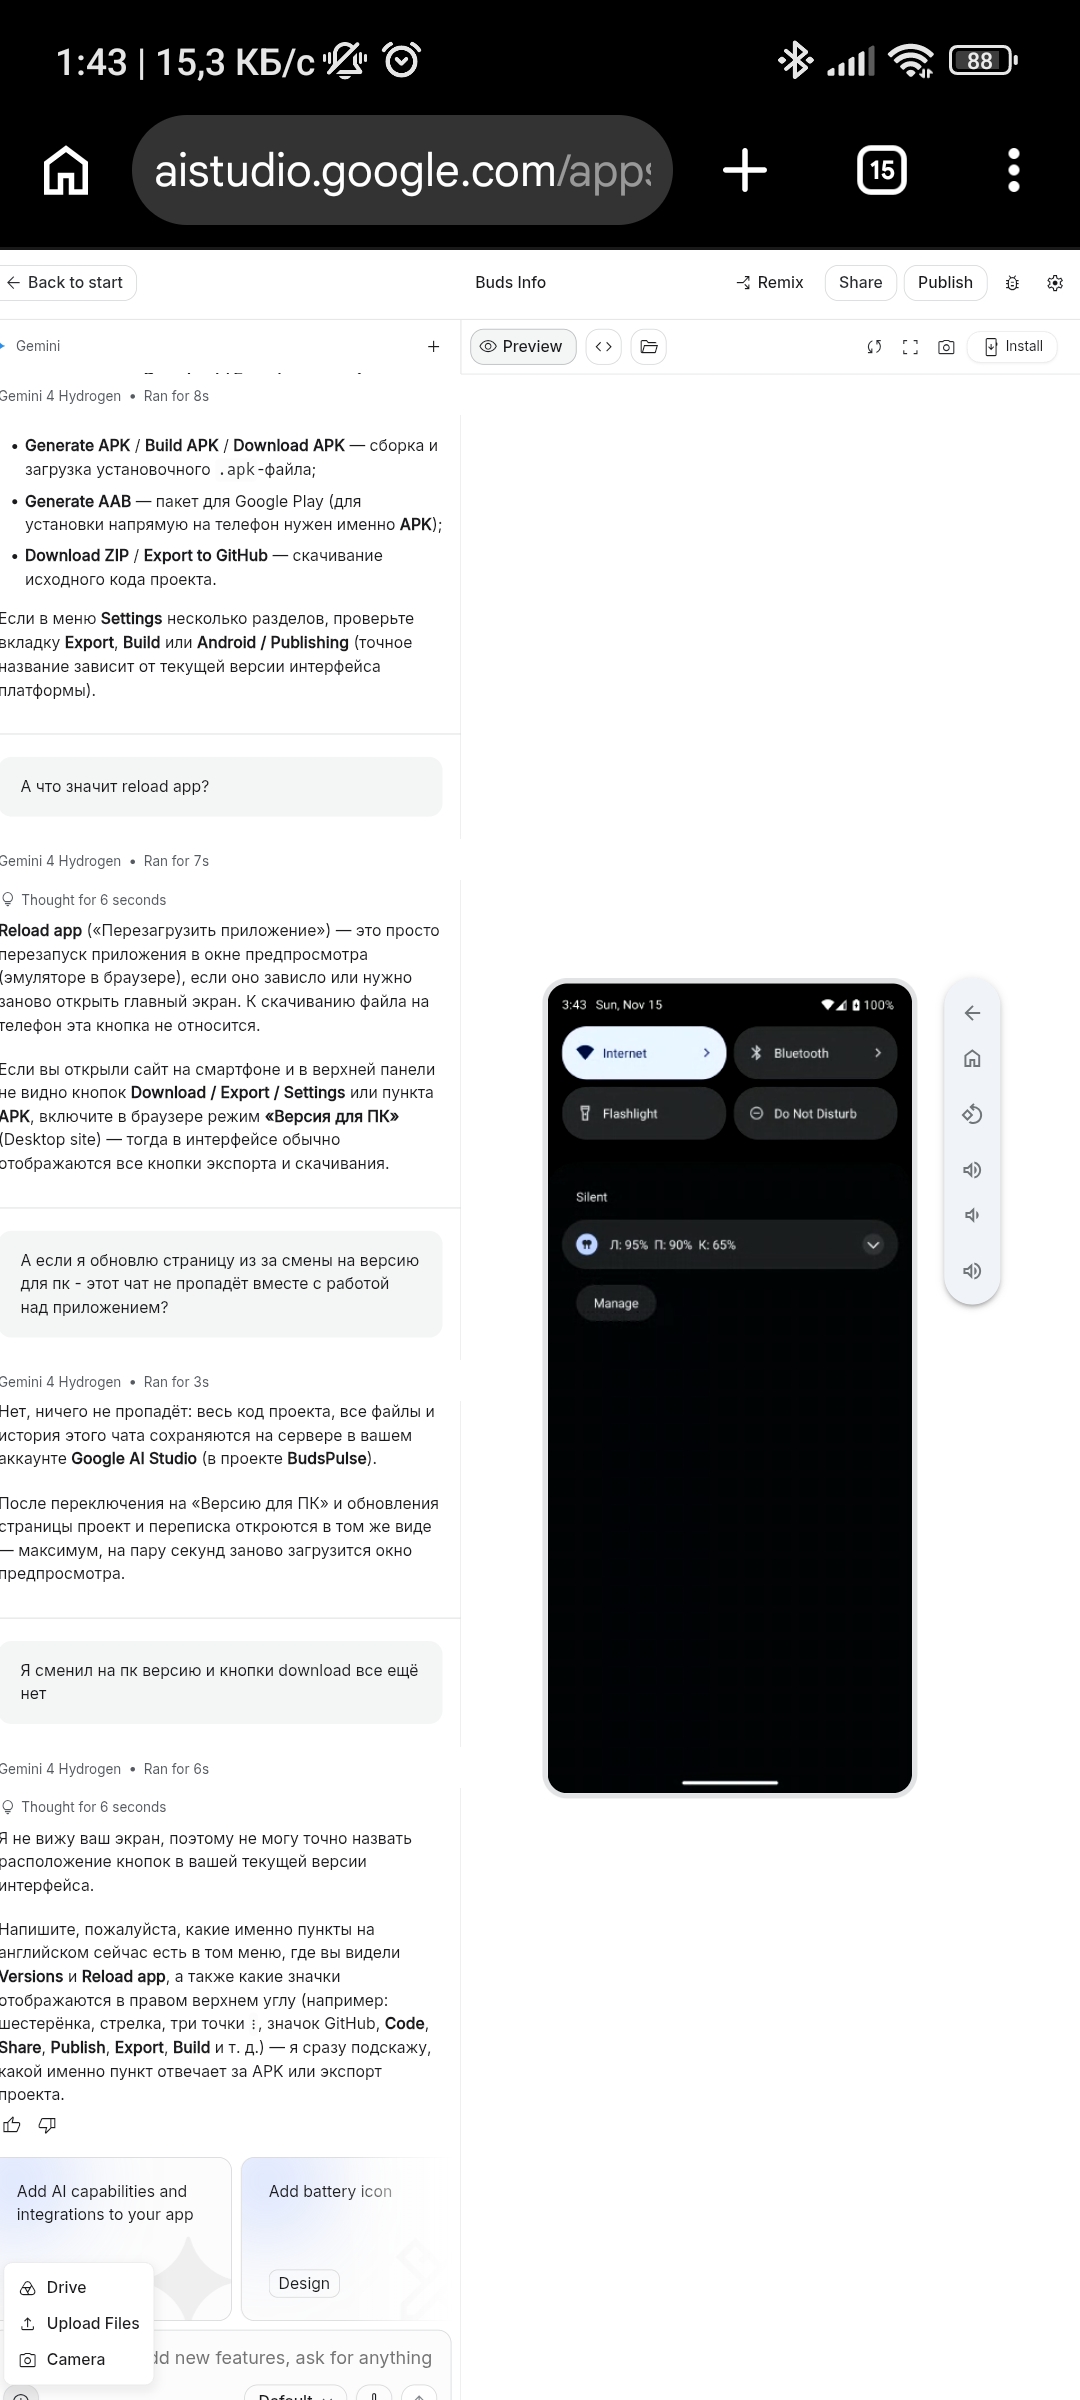 1:43 | 15,3 КБ/с
88
aistudio.google.com/apps
15
Back to start
Buds Info
Remix
Share
Publish
Gemini
Preview
Install
Gemini 4 Hydrogen • Ran for 8s
• Generate APK / Build APK / Download APK — сборка и
загрузка установочного .apk-файла;
• Generate AAB — пакет для Google Play (для
установки напрямую на телефон нужен именно APK);
• Download ZIP / Export to GitHub — скачивание
исходного кода проекта.
Если в меню Settings несколько разделов, проверьте
вкладку Export, Build или Android / Publishing (точное
название зависит от текущей версии интерфейса
платформы).
А что значит reload app?
Gemini 4 Hydrogen • Ran for 7s
Thought for 6 seconds
Reload app («Перезагрузить приложение») — это просто
перезапуск приложения в окне предпросмотра
(эмуляторе в браузере), если оно зависло или нужно
заново открыть главный экран. К скачиванию файла на
телефон эта кнопка не относится.
Если вы открыли сайт на смартфоне и в верхней панели
не видно кнопок Download / Export / Settings или пункта
APK, включите в браузере режим «Версия для ПК»
(Desktop site) — тогда в интерфейсе обычно
отображаются все кнопки экспорта и скачивания.
А если я обновлю страницу из за смены на версию
для пк - этот чат не пропадёт вместе с работой
над приложением?
Gemini 4 Hydrogen • Ran for 3s
Нет, ничего не пропадёт: весь код проекта, все файлы и
история этого чата сохраняются на сервере в вашем
аккаунте Google AI Studio (в проекте BudsPulse).
После переключения на «Версию для ПК» и обновления
страницы проект и переписка откроются в том же виде
— максимум, на пару секунд заново загрузится окно
предпросмотра.
Я сменил на пк версию и кнопки download все ещё
нет
Gemini 4 Hydrogen • Ran for 6s
Thought for 6 seconds
Я не вижу ваш экран, поэтому не могу точно назвать
расположение кнопок в вашей текущей версии
интерфейса.
Напишите, пожалуйста, какие именно пункты на
английском сейчас есть в том меню, где вы видели
Versions и Reload app, а также какие значки
отображаются в правом верхнем углу (например:
шестерёнка, стрелка, три точки ⋮, значок GitHub, Code,
Share, Publish, Export, Build и т. д.) — я сразу подскажу,
какой именно пункт отвечает за APK или экспорт
проекта.
Add AI capabilities and
integrations to your app
Add battery icon
Design
Drive
Upload Files
Camera
dd new features, ask for anything
Default
3:43 Sun, Nov 15
100%
Internet
Bluetooth
Flashlight
Do Not Disturb
Silent
Л: 95% П: 90% К: 65%
Manage